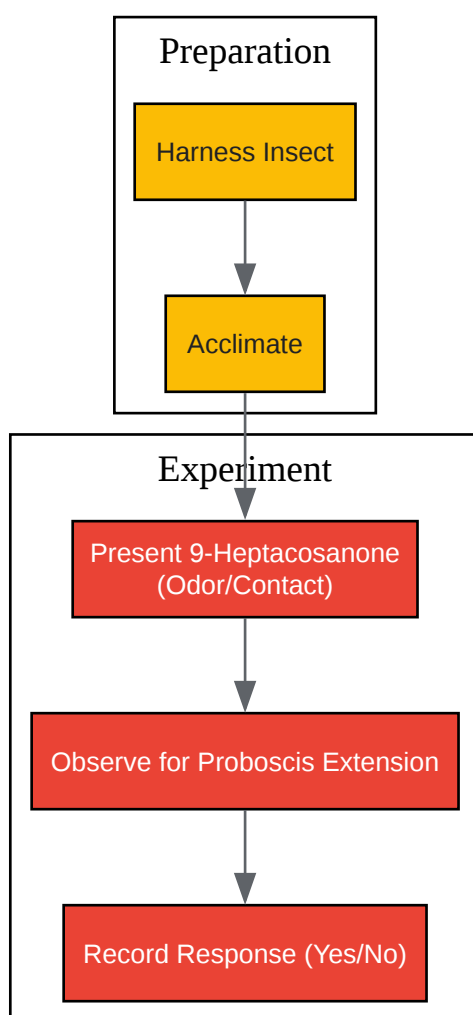 Preparation
Harness Insect
Acclimate
Experiment
Present 9-Heptacosanone
(Odor/Contact)
Observe for Proboscis Extension
Record Response (Yes/No)